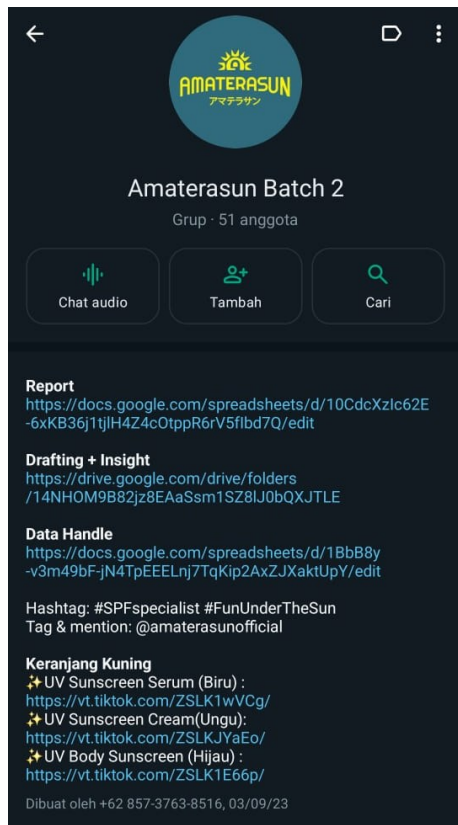 AMATERASUN
アマテラサン
Amaterasun Batch 2
Grup · 51 anggota
Chat audio
Tambah
Cari
Report
https://docs.google.com/spreadsheets/d/10CdcXzIc62E
-6xKB36j1tjlH4Z4cOtppR6rV5fIbd7Q/edit
Drafting + Insight
https://drive.google.com/drive/folders
/14NHOM9B82jz8EAaSsm1SZ8lJ0bQXJTLE
Data Handle
https://docs.google.com/spreadsheets/d/1BbB8y
-v3m49bF-jN4TpEEELnj7TqKip2AxZJXaktUpY/edit
Hashtag: #SPFspecialist #FunUnderTheSun
Tag & mention: @amaterasunofficial
Keranjang Kuning
✨UV Sunscreen Serum (Biru) :
https://vt.tiktok.com/ZSLK1wVCg/
✨UV Sunscreen Cream(Ungu):
https://vt.tiktok.com/ZSLKJYaEo/
✨UV Body Sunscreen (Hijau) :
https://vt.tiktok.com/ZSLK1E66p/
Dibuat oleh +62 857-3763-8516, 03/09/23